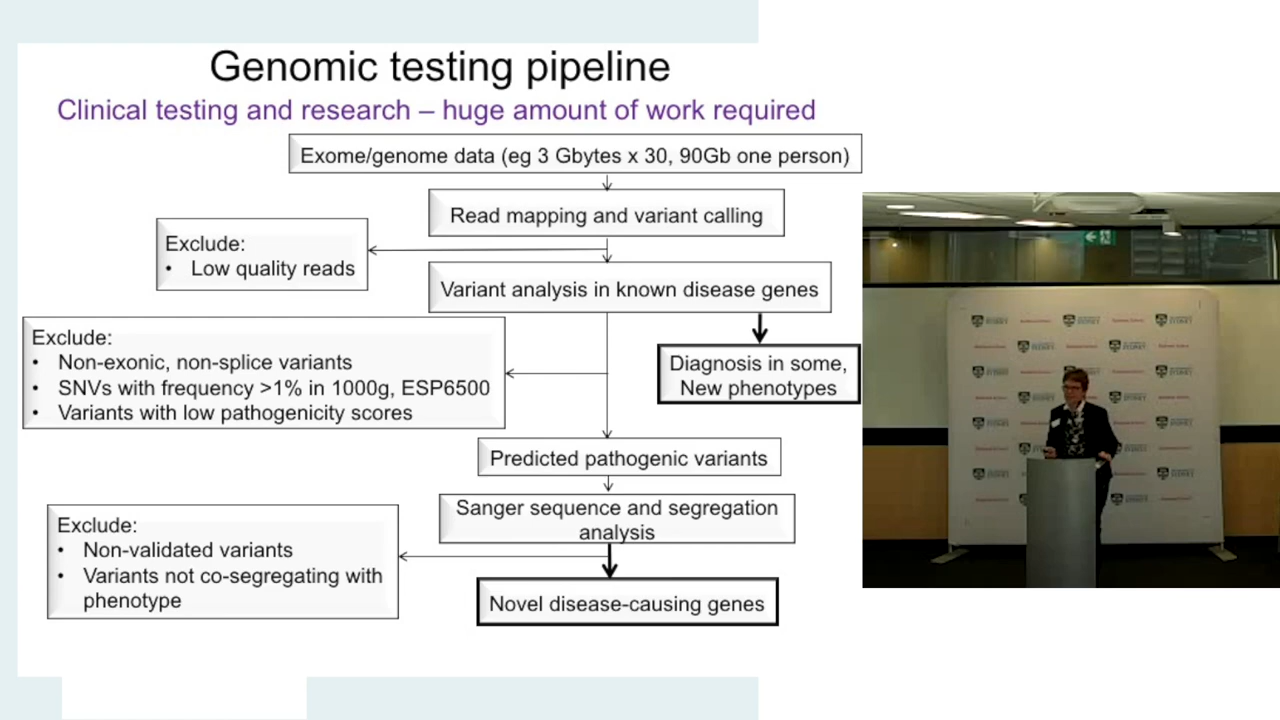 Genomic testing pipeline
Clinical testing and research – huge amount of work required
Exome/genome data (eg 3 Gbytes x 30, 90Gb one person)
Read mapping and variant calling
Exclude:
• Low quality reads
Variant analysis in known disease genes
Exclude:
• Non-exonic, non-splice variants
• SNVs with frequency >1% in 1000g, ESP6500
• Variants with low pathogenicity scores
Diagnosis in some,
New phenotypes
Predicted pathogenic variants
Sanger sequence and segregation
analysis
Exclude:
• Non-validated variants
• Variants not co-segregating with
phenotype
Novel disease-causing genes
SYDNEY